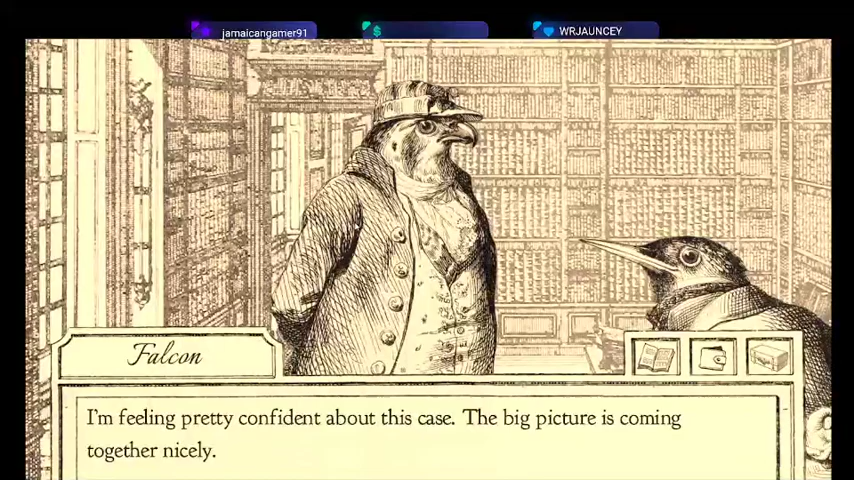 jamaicangamer91
WRJAUNCEY
Falcon
I'm feeling pretty confident about this case. The big picture is coming
together nicely.